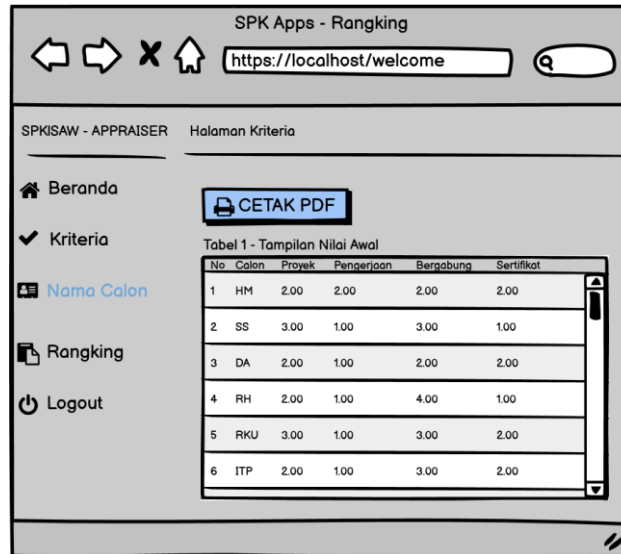 SPK Apps - Rangking
https://localhost/welcome
SPKISAW - APPRAISER
Halaman Kriteria
Beranda
Kriteria
Nama Calon
Rangking
Logout
CETAK PDF
Tabel 1 - Tampilan Nilai Awal
No Calon Proyek Pengerjaan Bergabung Sertifikat
1 HM 2.00 2.00 2.00 2.00
2 SS 3.00 1.00 3.00 1.00
3 DA 2.00 1.00 2.00 2.00
4 RH 2.00 1.00 4.00 1.00
5 RKU 3.00 1.00 3.00 2.00
6 ITP 2.00 1.00 3.00 2.00